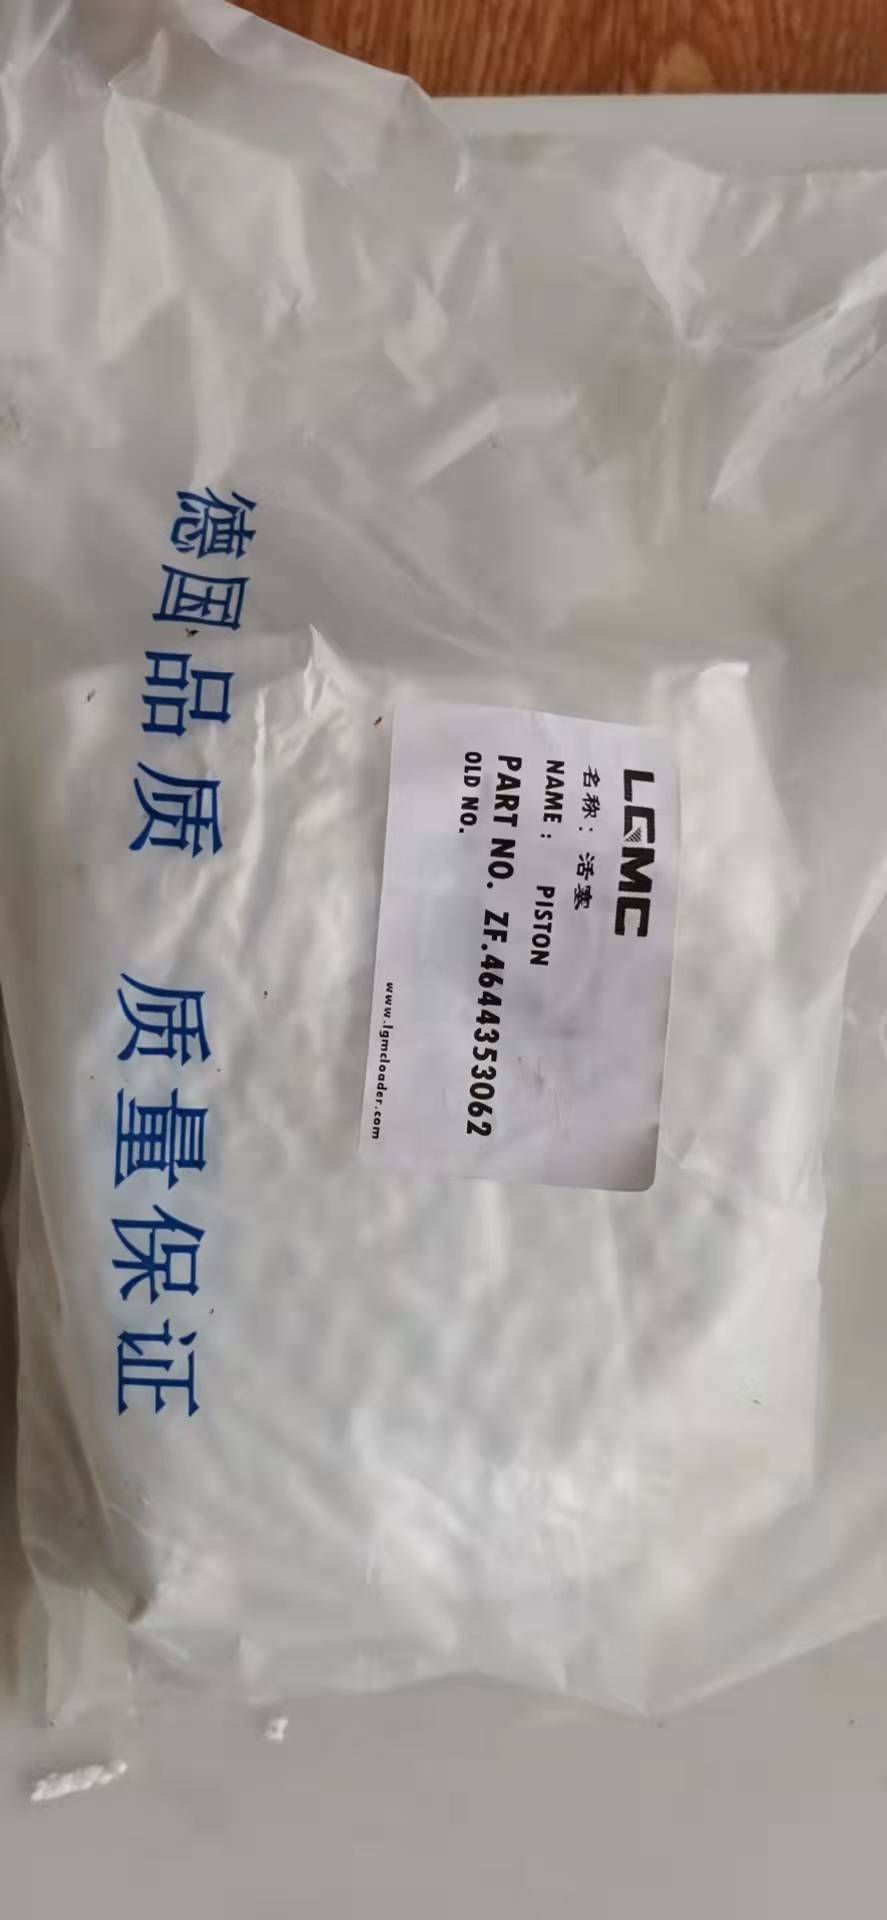 LGMC
名称：活塞
NAME： PISTON
PART NO. ZF.4644353062
OLD NO.
www.lgmcloader.com
德国品质 质量保证